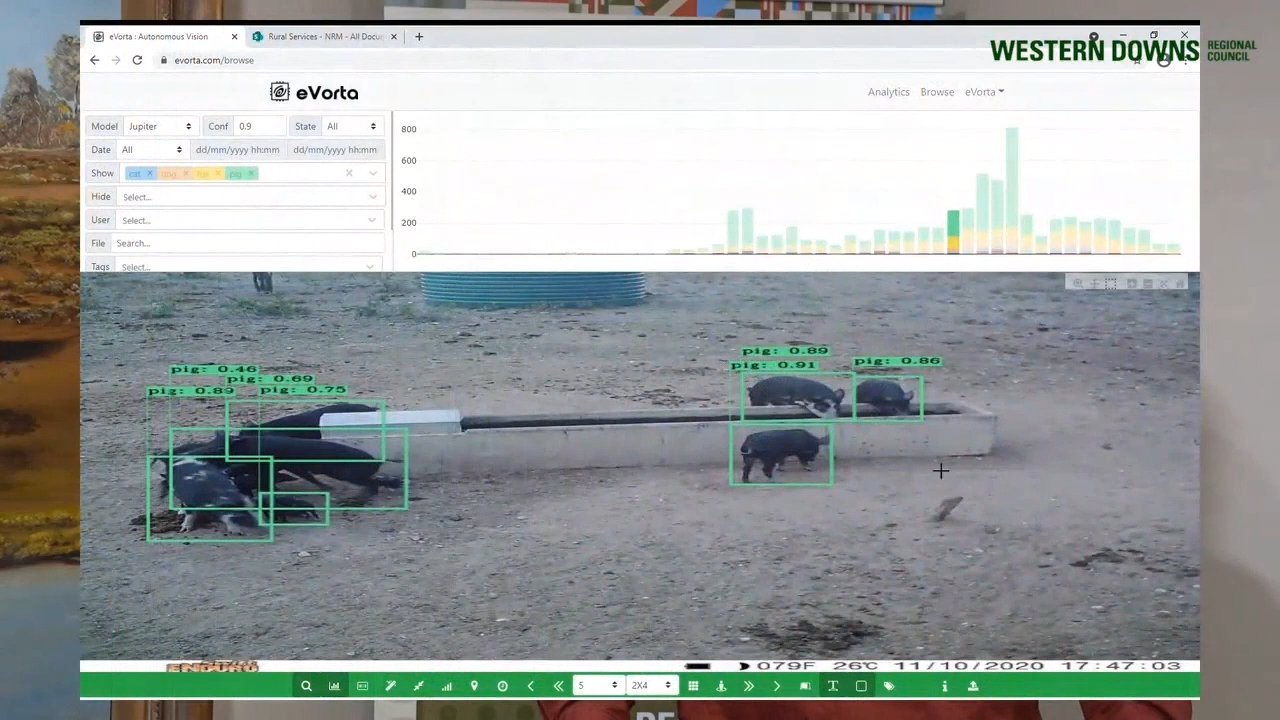 eVorta : Autonomous Vision
Rural Services - NRM - All Docu
evorta.com/browse
WESTERN DOWNS REGIONAL COUNCIL
eVorta
Analytics Browse eVorta
Model Jupiter Conf 0.9 State All
Date All dd/mm/yyyy hh:mm dd/mm/yyyy hh:mm
Show cat dog fox pig
Hide Select...
User Select...
File Search...
Tags Select...
800
600
400
200
0
pig: 0.46
pig: 0.69
pig: 0.89 pig: 0.75
pig: 0.89
pig: 0.91
pig: 0.86
079F 26°C 11/10/2020 17:47:03
5 2X4